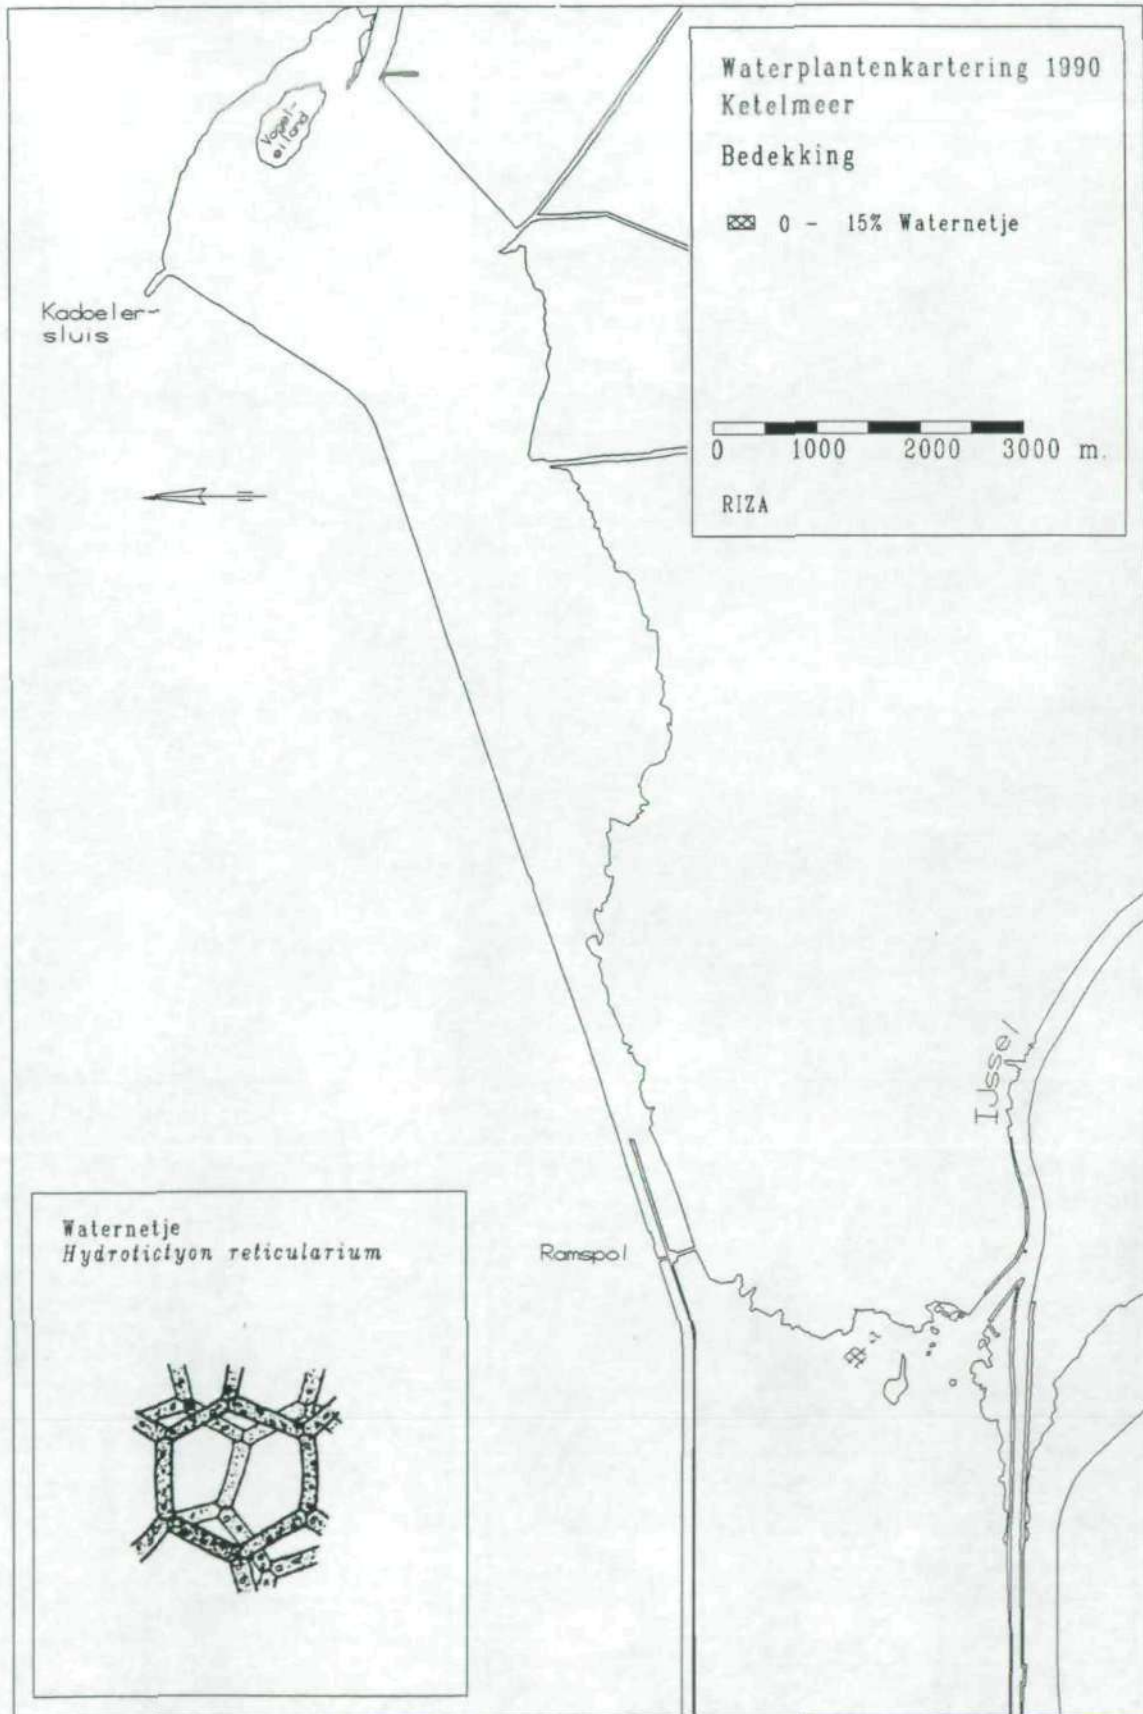 Waterplantenkartering 1990
Ketelmeer
Bedekking
0 - 15% Waternetje
0 1000 2000 3000 m.
RIZA
Vogel-
eiland
Kadoeler-
sluis
IJssel
Ramspol
Waternetje
Hydrotictyon reticularium